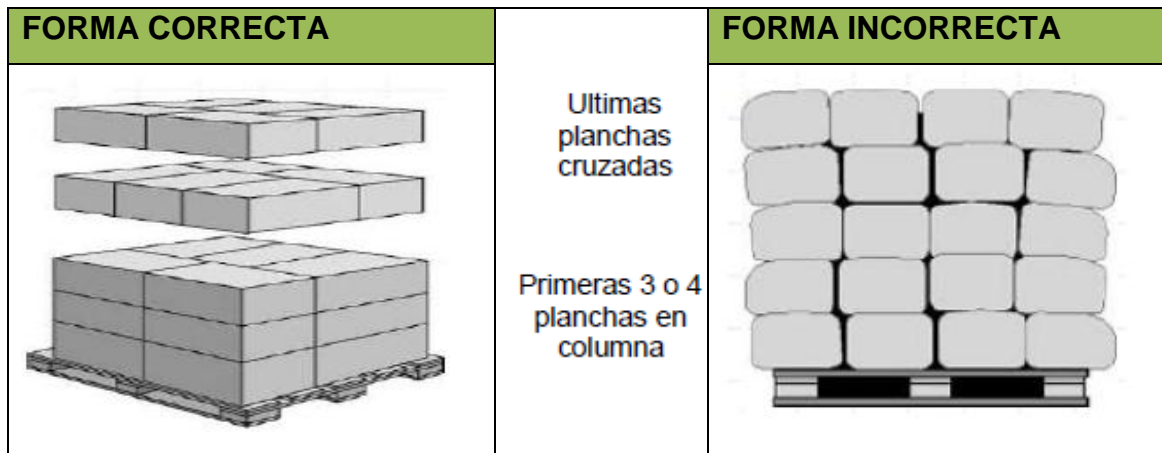 FORMA CORRECTA
Ultimas
planchas
cruzadas
Primeras 3 o 4
planchas en
columna
FORMA INCORRECTA